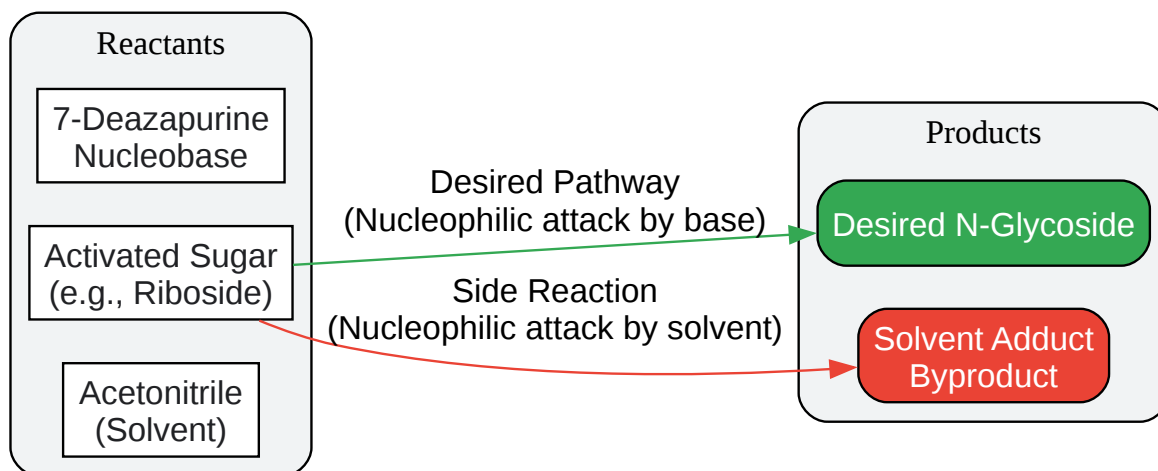 Reactants
7-Deazapurine
Nucleobase
Activated Sugar
(e.g., Riboside)
Acetonitrile
(Solvent)
Desired Pathway
(Nucleophilic attack by base)
Side Reaction
(Nucleophilic attack by solvent)
Products
Desired N-Glycoside
Solvent Adduct
Byproduct